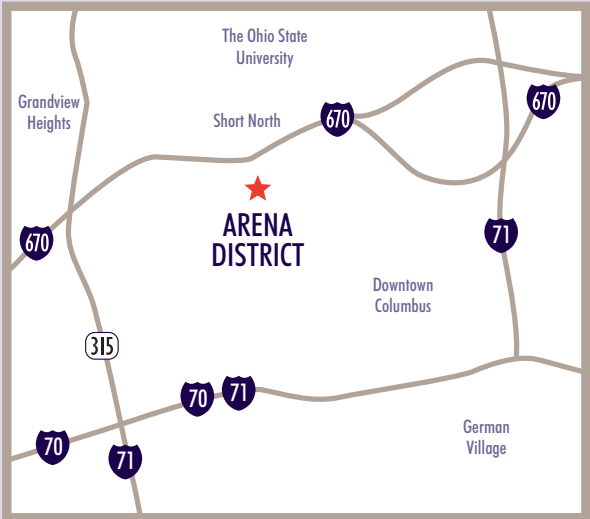 The Ohio State
University
Grandview
Heights
670
Short North
670
ARENA
DISTRICT
670
71
Downtown
Columbus
315
70
71
German
Village
70
71